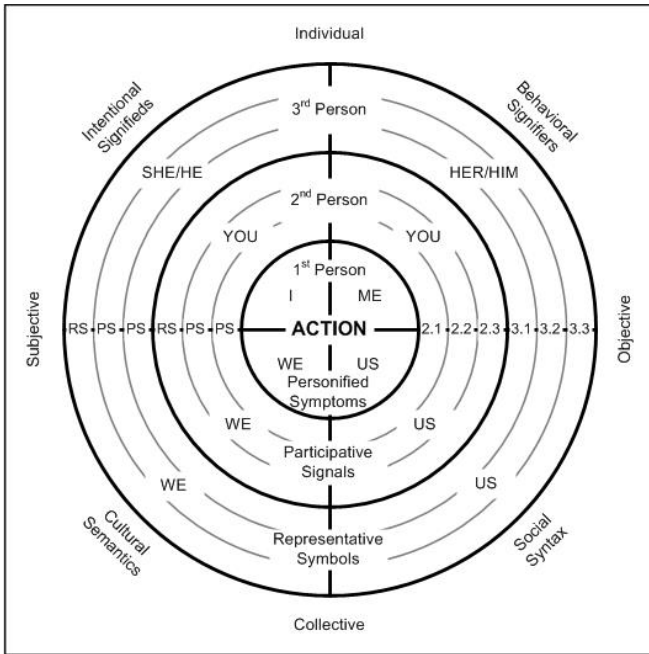 Individual
Intentional
Signifieds
Behavioral
Signifiers
3rd Person
SHE/HE
HER/HIM
2nd Person
YOU
YOU
1st Person
I
ME
Subjective
RS PS PS RS PS PS
ACTION
2.1 2.2 2.3 3.1 3.2 3.3
Objective
WE
US
Personified
Symptoms
WE
US
Participative
Signals
WE
US
Cultural
Semantics
Representative
Symbols
Social
Syntax
Collective